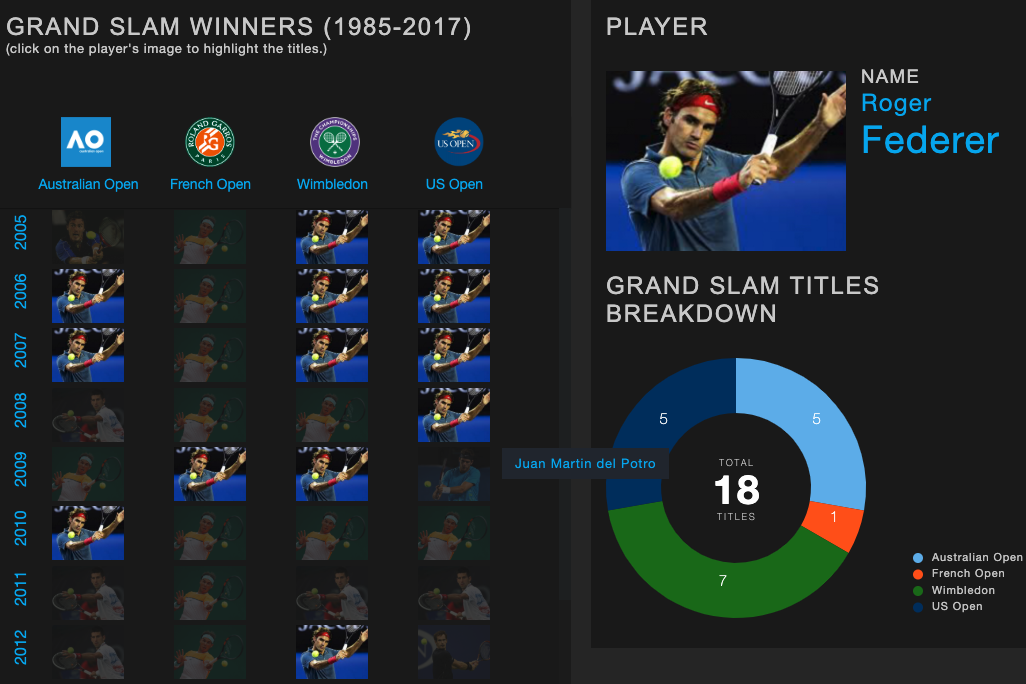 GRAND SLAM WINNERS (1985-2017)
(click on the player's image to highlight the titles.)
AO
australian open
ROLAND GARROS
PARIS
THE CHAMPIONSHIPS
WIMBLEDON
US OPEN
Australian Open
French Open
Wimbledon
US Open
2005
2006
2007
2008
2009
2010
2011
2012
Juan Martin del Potro
PLAYER
NAME
Roger
Federer
GRAND SLAM TITLES
BREAKDOWN
5
5
1
7
TOTAL
18
TITLES
Australian Open
French Open
Wimbledon
US Open